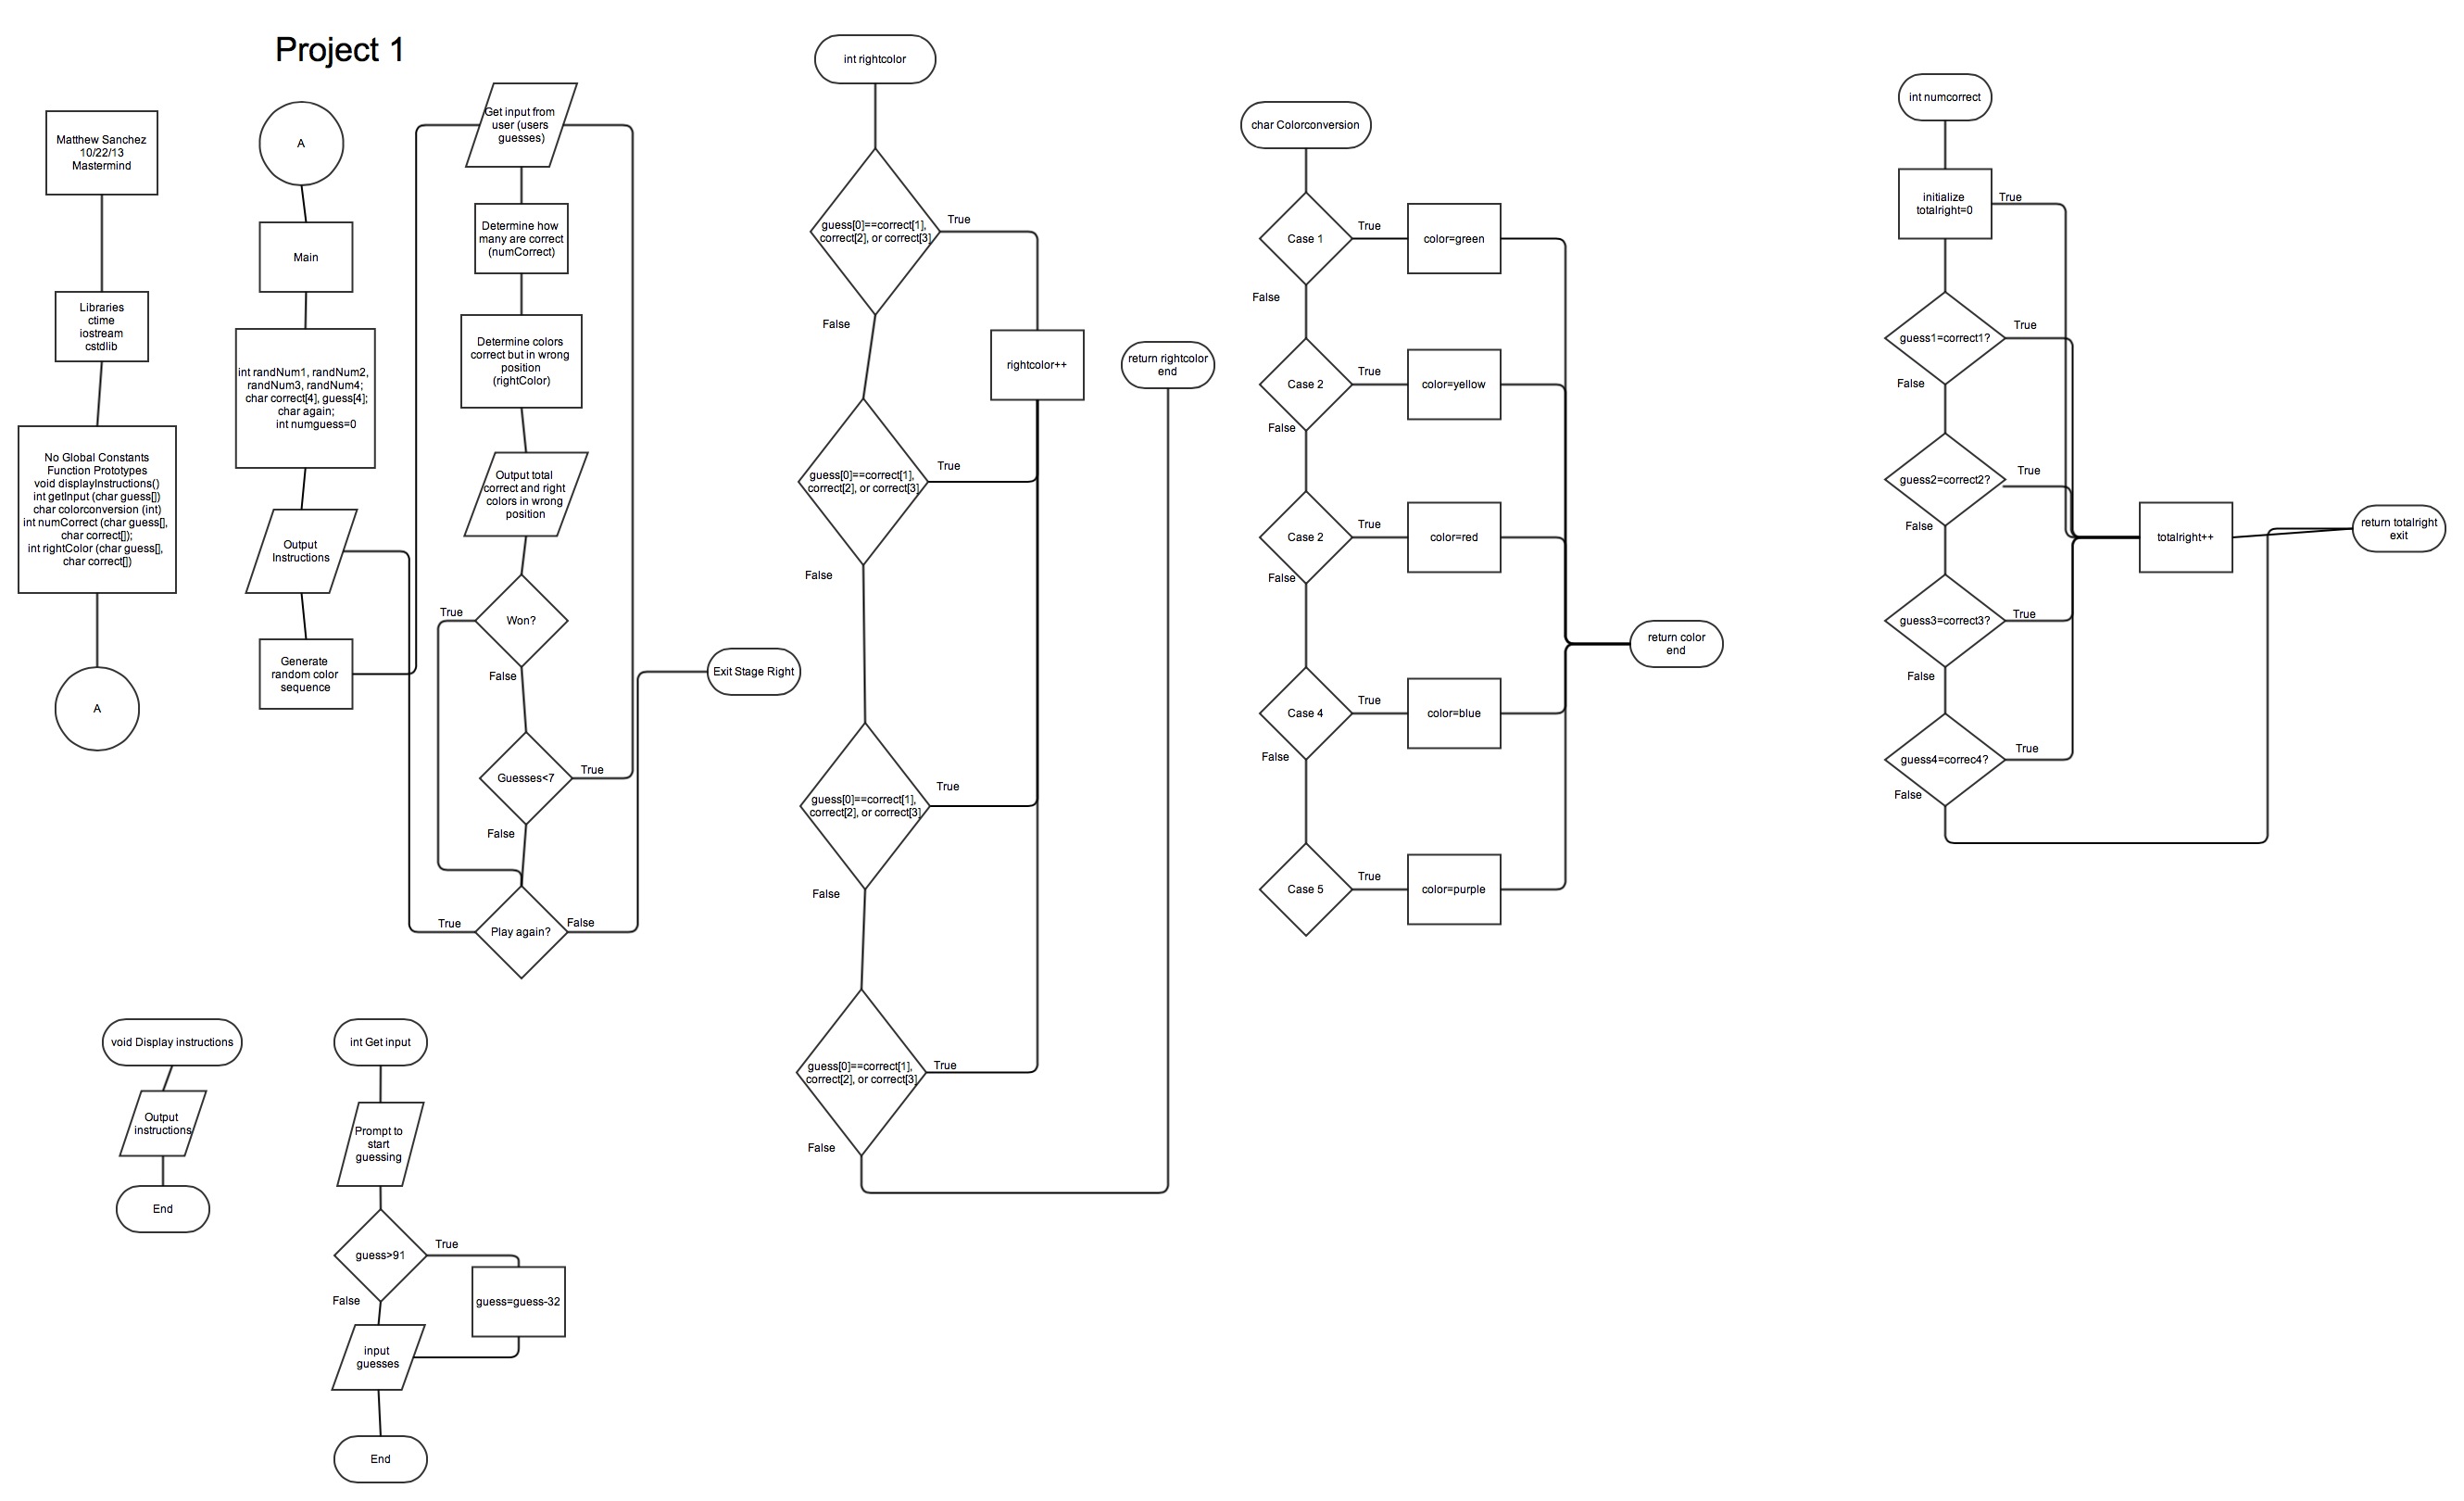 Project 1
Matthew Sanchez
10/22/13
Mastermind
Libraries
ctime
iostream
cstdlib
No Global Constants
Function Prototypes
void displayInstructions()
int getInput (char guess[])
char colorconversion (int)
int numCorrect (char guess[],
char correct[]);
int rightColor (char guess[],
char correct[])
A
A
Main
int randNum1, randNum2,
randNum3, randNum4;
char correct[4], guess[4];
char again;
int numguess=0
Output
Instructions
Generate
random color
sequence
Get input from
user (users
guesses)
Determine how
many are correct
(numCorrect)
Determine colors
correct but in wrong
position
(rightColor)
Output total
correct and right
colors in wrong
position
Won?
True
False
Guesses<7
True
False
Play again?
True
False
Exit Stage Right
void Display instructions
Output
instructions
End
int Get input
Prompt to
start
guessing
guess>91
True
False
guess=guess-32
input
guesses
End
int rightcolor
guess[0]==correct[1],
correct[2], or correct[3]
True
False
guess[0]==correct[1],
correct[2], or correct[3]
True
False
guess[0]==correct[1],
correct[2], or correct[3]
True
False
guess[0]==correct[1],
correct[2], or correct[3]
True
False
rightcolor++
return rightcolor
end
char Colorconversion
Case 1
True
color=green
False
Case 2
True
color=yellow
False
Case 2
True
color=red
False
Case 4
True
color=blue
False
Case 5
True
color=purple
return color
end
int numcorrect
initialize
totalright=0
True
guess1=correct1?
True
False
guess2=correct2?
True
False
guess3=correct3?
True
False
guess4=correc4?
True
False
totalright++
return totalright
exit